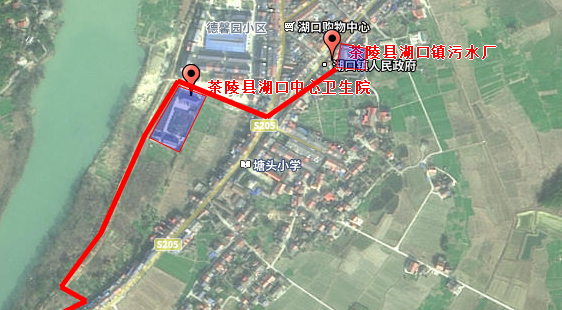 德馨园小区
湖口购物中心
茶陵县湖口镇污水厂
湖口镇人民政府
茶陵县湖口中心卫生院
S205
塘头小学
S205